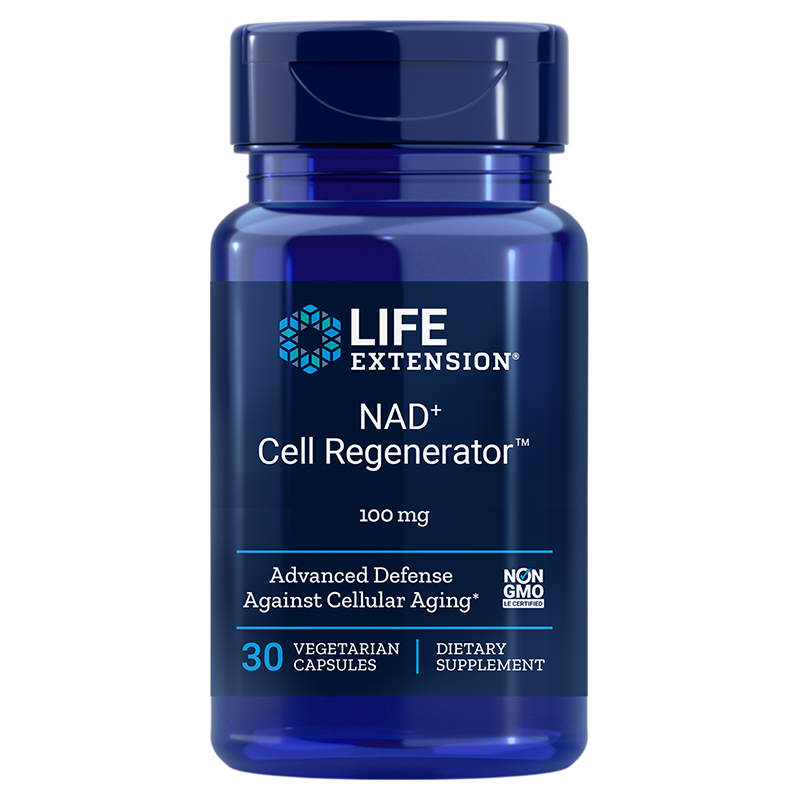 LIFE
EXTENSION®
NAD⁺
Cell Regenerator™
100 mg
Advanced Defense
Against Cellular Aging*
NON
GMO
LE CERTIFIED
30 VEGETARIAN
CAPSULES
DIETARY
SUPPLEMENT